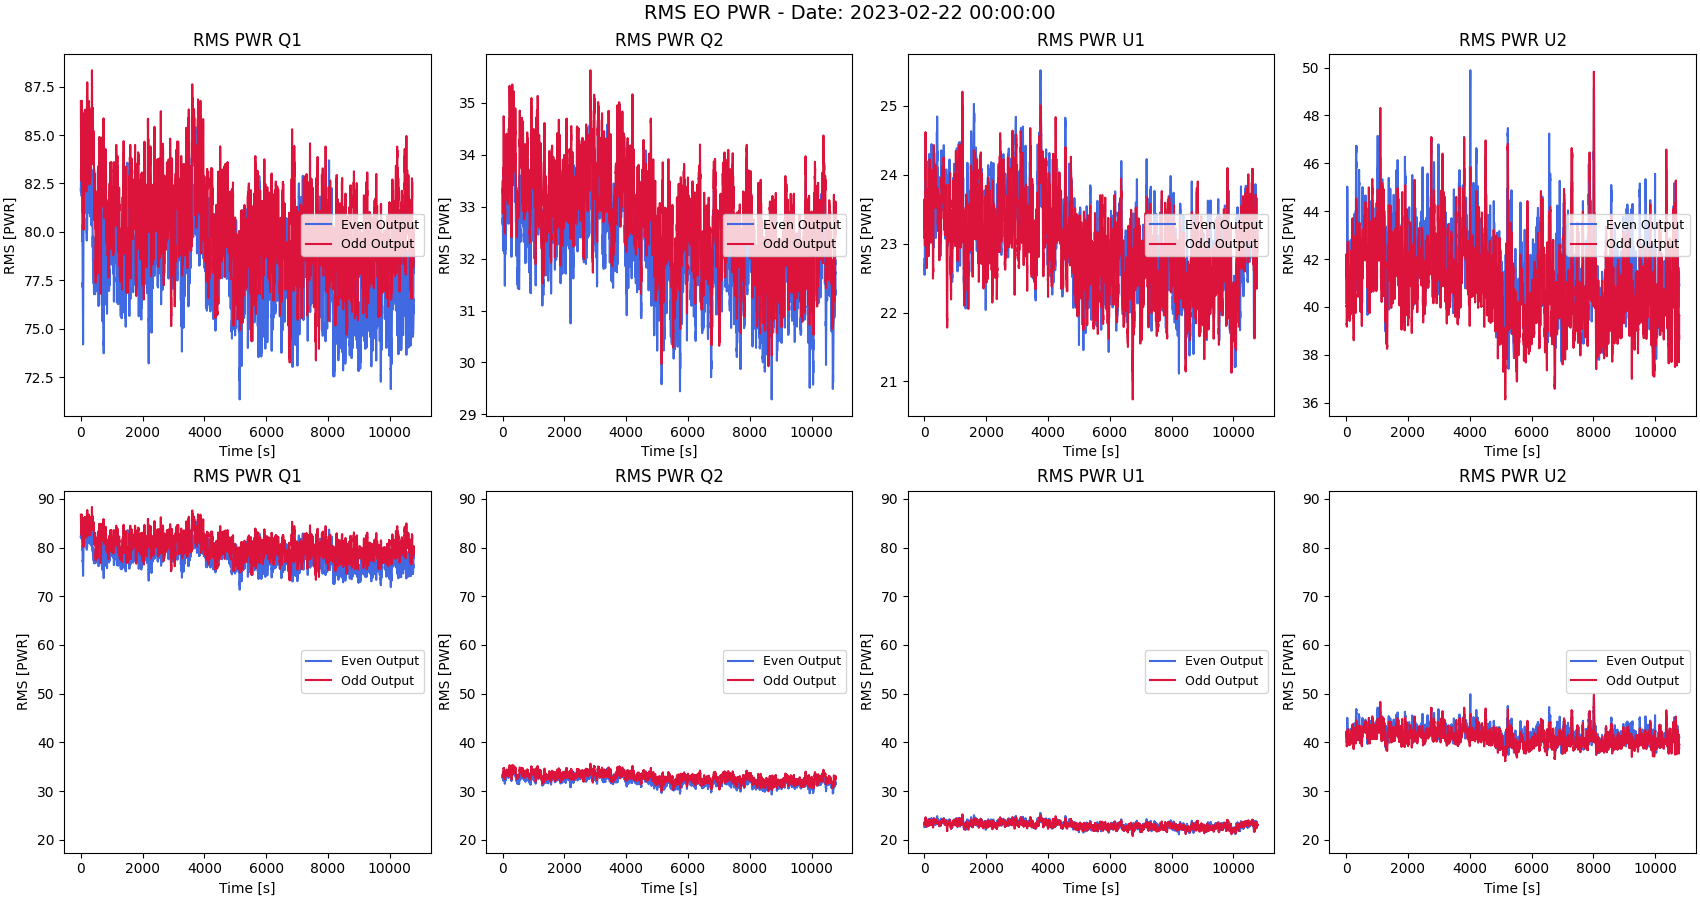 RMS EO PWR - Date: 2023-02-22 00:00:00
RMS PWR Q1
RMS [PWR]
87.5
85.0
82.5
80.0
77.5
75.0
72.5
0 2000 4000 6000 8000 10000
Time [s]
Even Output
Odd Output
RMS PWR Q2
RMS [PWR]
35
34
33
32
31
30
29
0 2000 4000 6000 8000 10000
Time [s]
Even Output
Odd Output
RMS PWR U1
RMS [PWR]
25
24
23
22
21
0 2000 4000 6000 8000 10000
Time [s]
Even Output
Odd Output
RMS PWR U2
RMS [PWR]
50
48
46
44
42
40
38
36
0 2000 4000 6000 8000 10000
Time [s]
Even Output
Odd Output
RMS PWR Q1
RMS [PWR]
90
80
70
60
50
40
30
20
0 2000 4000 6000 8000 10000
Time [s]
Even Output
Odd Output
RMS PWR Q2
RMS [PWR]
90
80
70
60
50
40
30
20
0 2000 4000 6000 8000 10000
Time [s]
Even Output
Odd Output
RMS PWR U1
RMS [PWR]
90
80
70
60
50
40
30
20
0 2000 4000 6000 8000 10000
Time [s]
Even Output
Odd Output
RMS PWR U2
RMS [PWR]
90
80
70
60
50
40
30
20
0 2000 4000 6000 8000 10000
Time [s]
Even Output
Odd Output